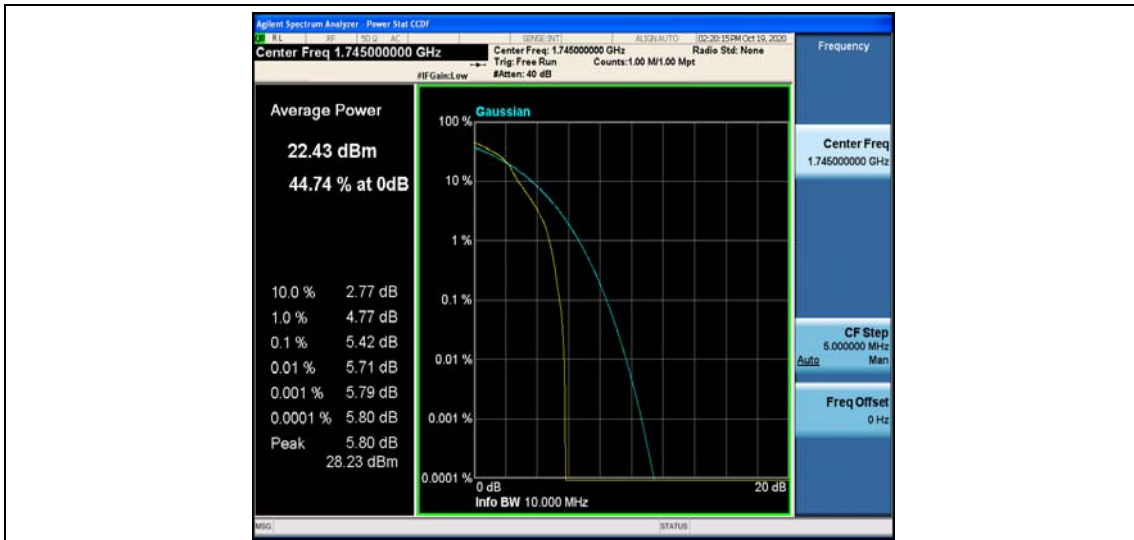 Agilent Spectrum Analyzer - Power Stat CCDF
RL RF 50 Ω AC SENSE:INT ALIGN AUTO 02:20:15 PM Oct 19, 2020
Center Freq 1.745000000 GHz
Center Freq: 1.745000000 GHz Radio Std: None
Trig: Free Run Counts:1.00 M/1.00 Mpt
#IFGain:Low #Atten: 40 dB
Frequency
Average Power
22.43 dBm
44.74 % at 0dB
10.0 % 2.77 dB
1.0 % 4.77 dB
0.1 % 5.42 dB
0.01 % 5.71 dB
0.001 % 5.79 dB
0.0001 % 5.80 dB
Peak 5.80 dB
28.23 dBm
Gaussian
100 %
10 %
1 %
0.1 %
0.01 %
0.001 %
0.0001 %
0 dB 20 dB
Info BW 10.000 MHz
Center Freq
1.745000000 GHz
CF Step
5.000000 MHz
Auto Man
Freq Offset
0 Hz
MSG STATUS